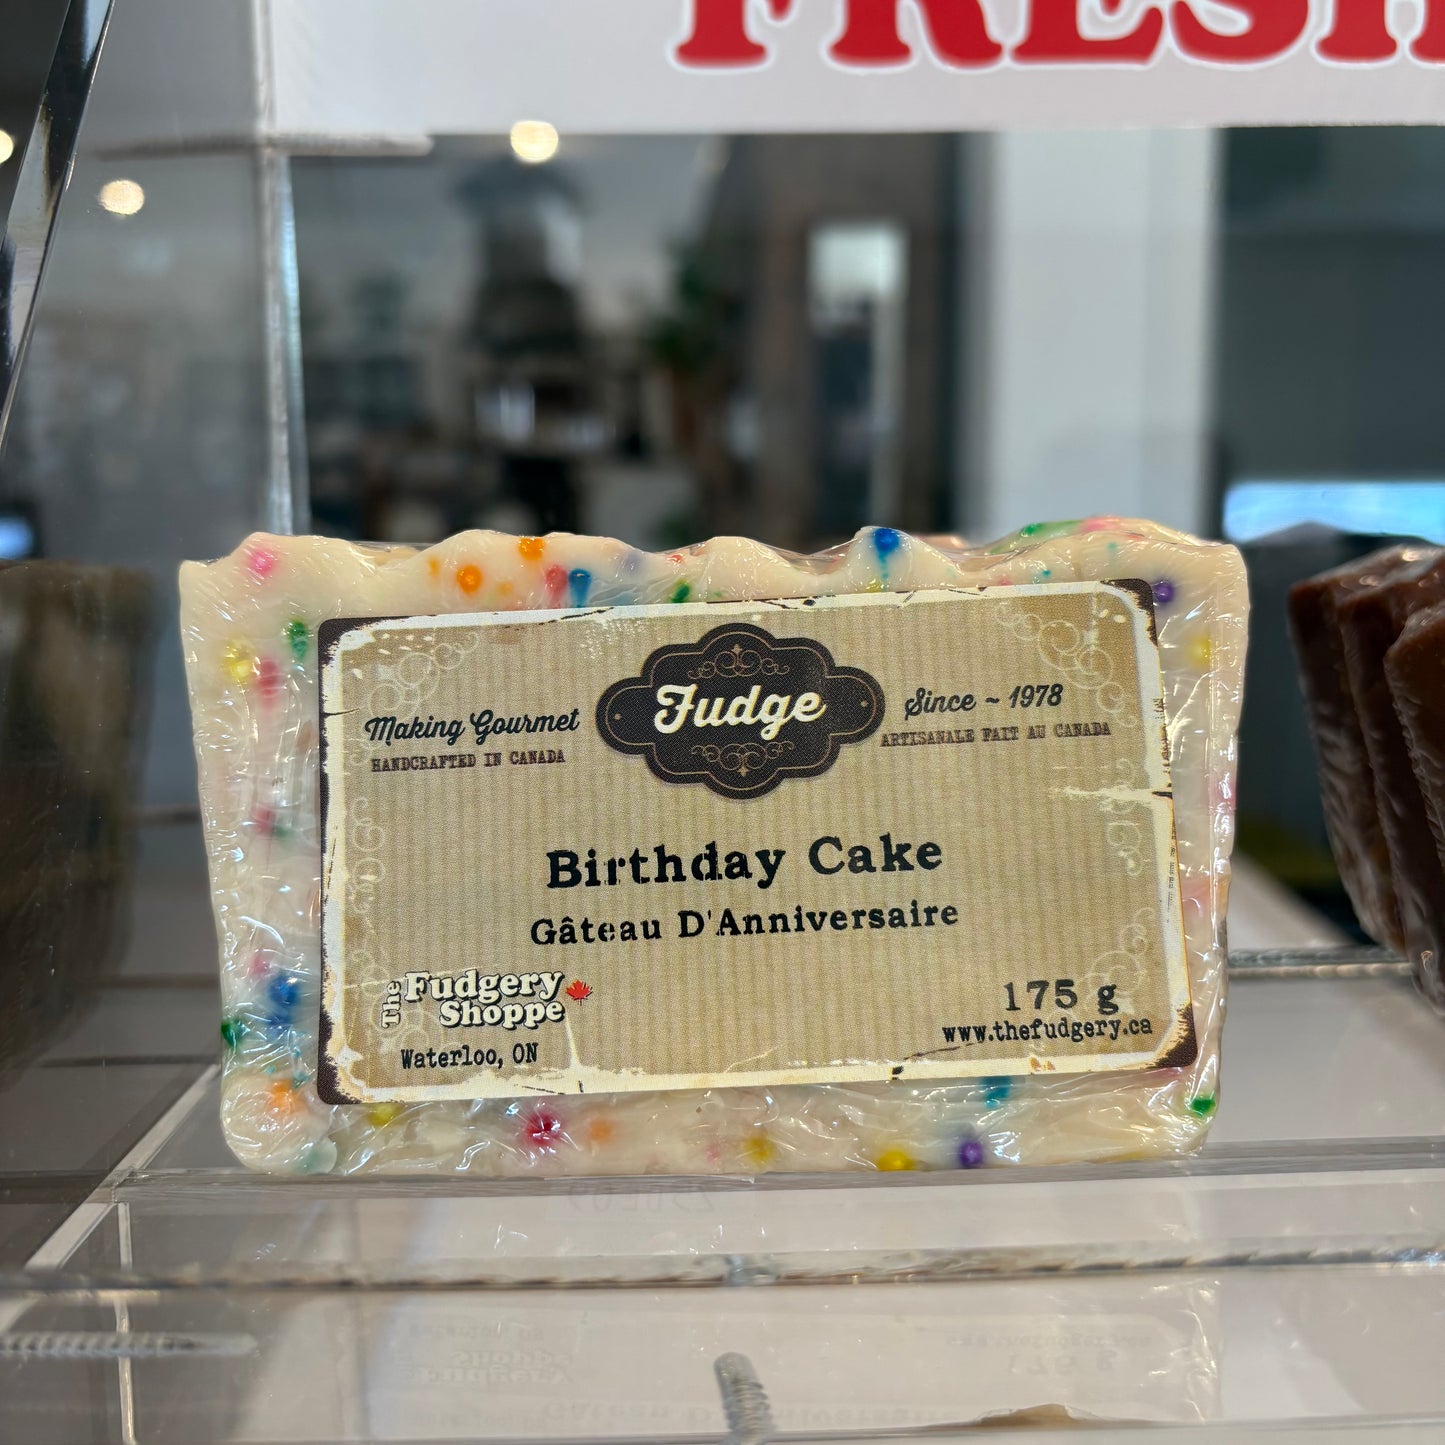 FRESH
Making Gourmet
HANDCRAFTED IN CANADA
Fudge
Since ~ 1978
ARTISANALE FAIT AU CANADA
Birthday Cake
Gâteau D'Anniversaire
The Fudgery
Shoppe
Waterloo, ON
175 g
www.thefudgery.ca